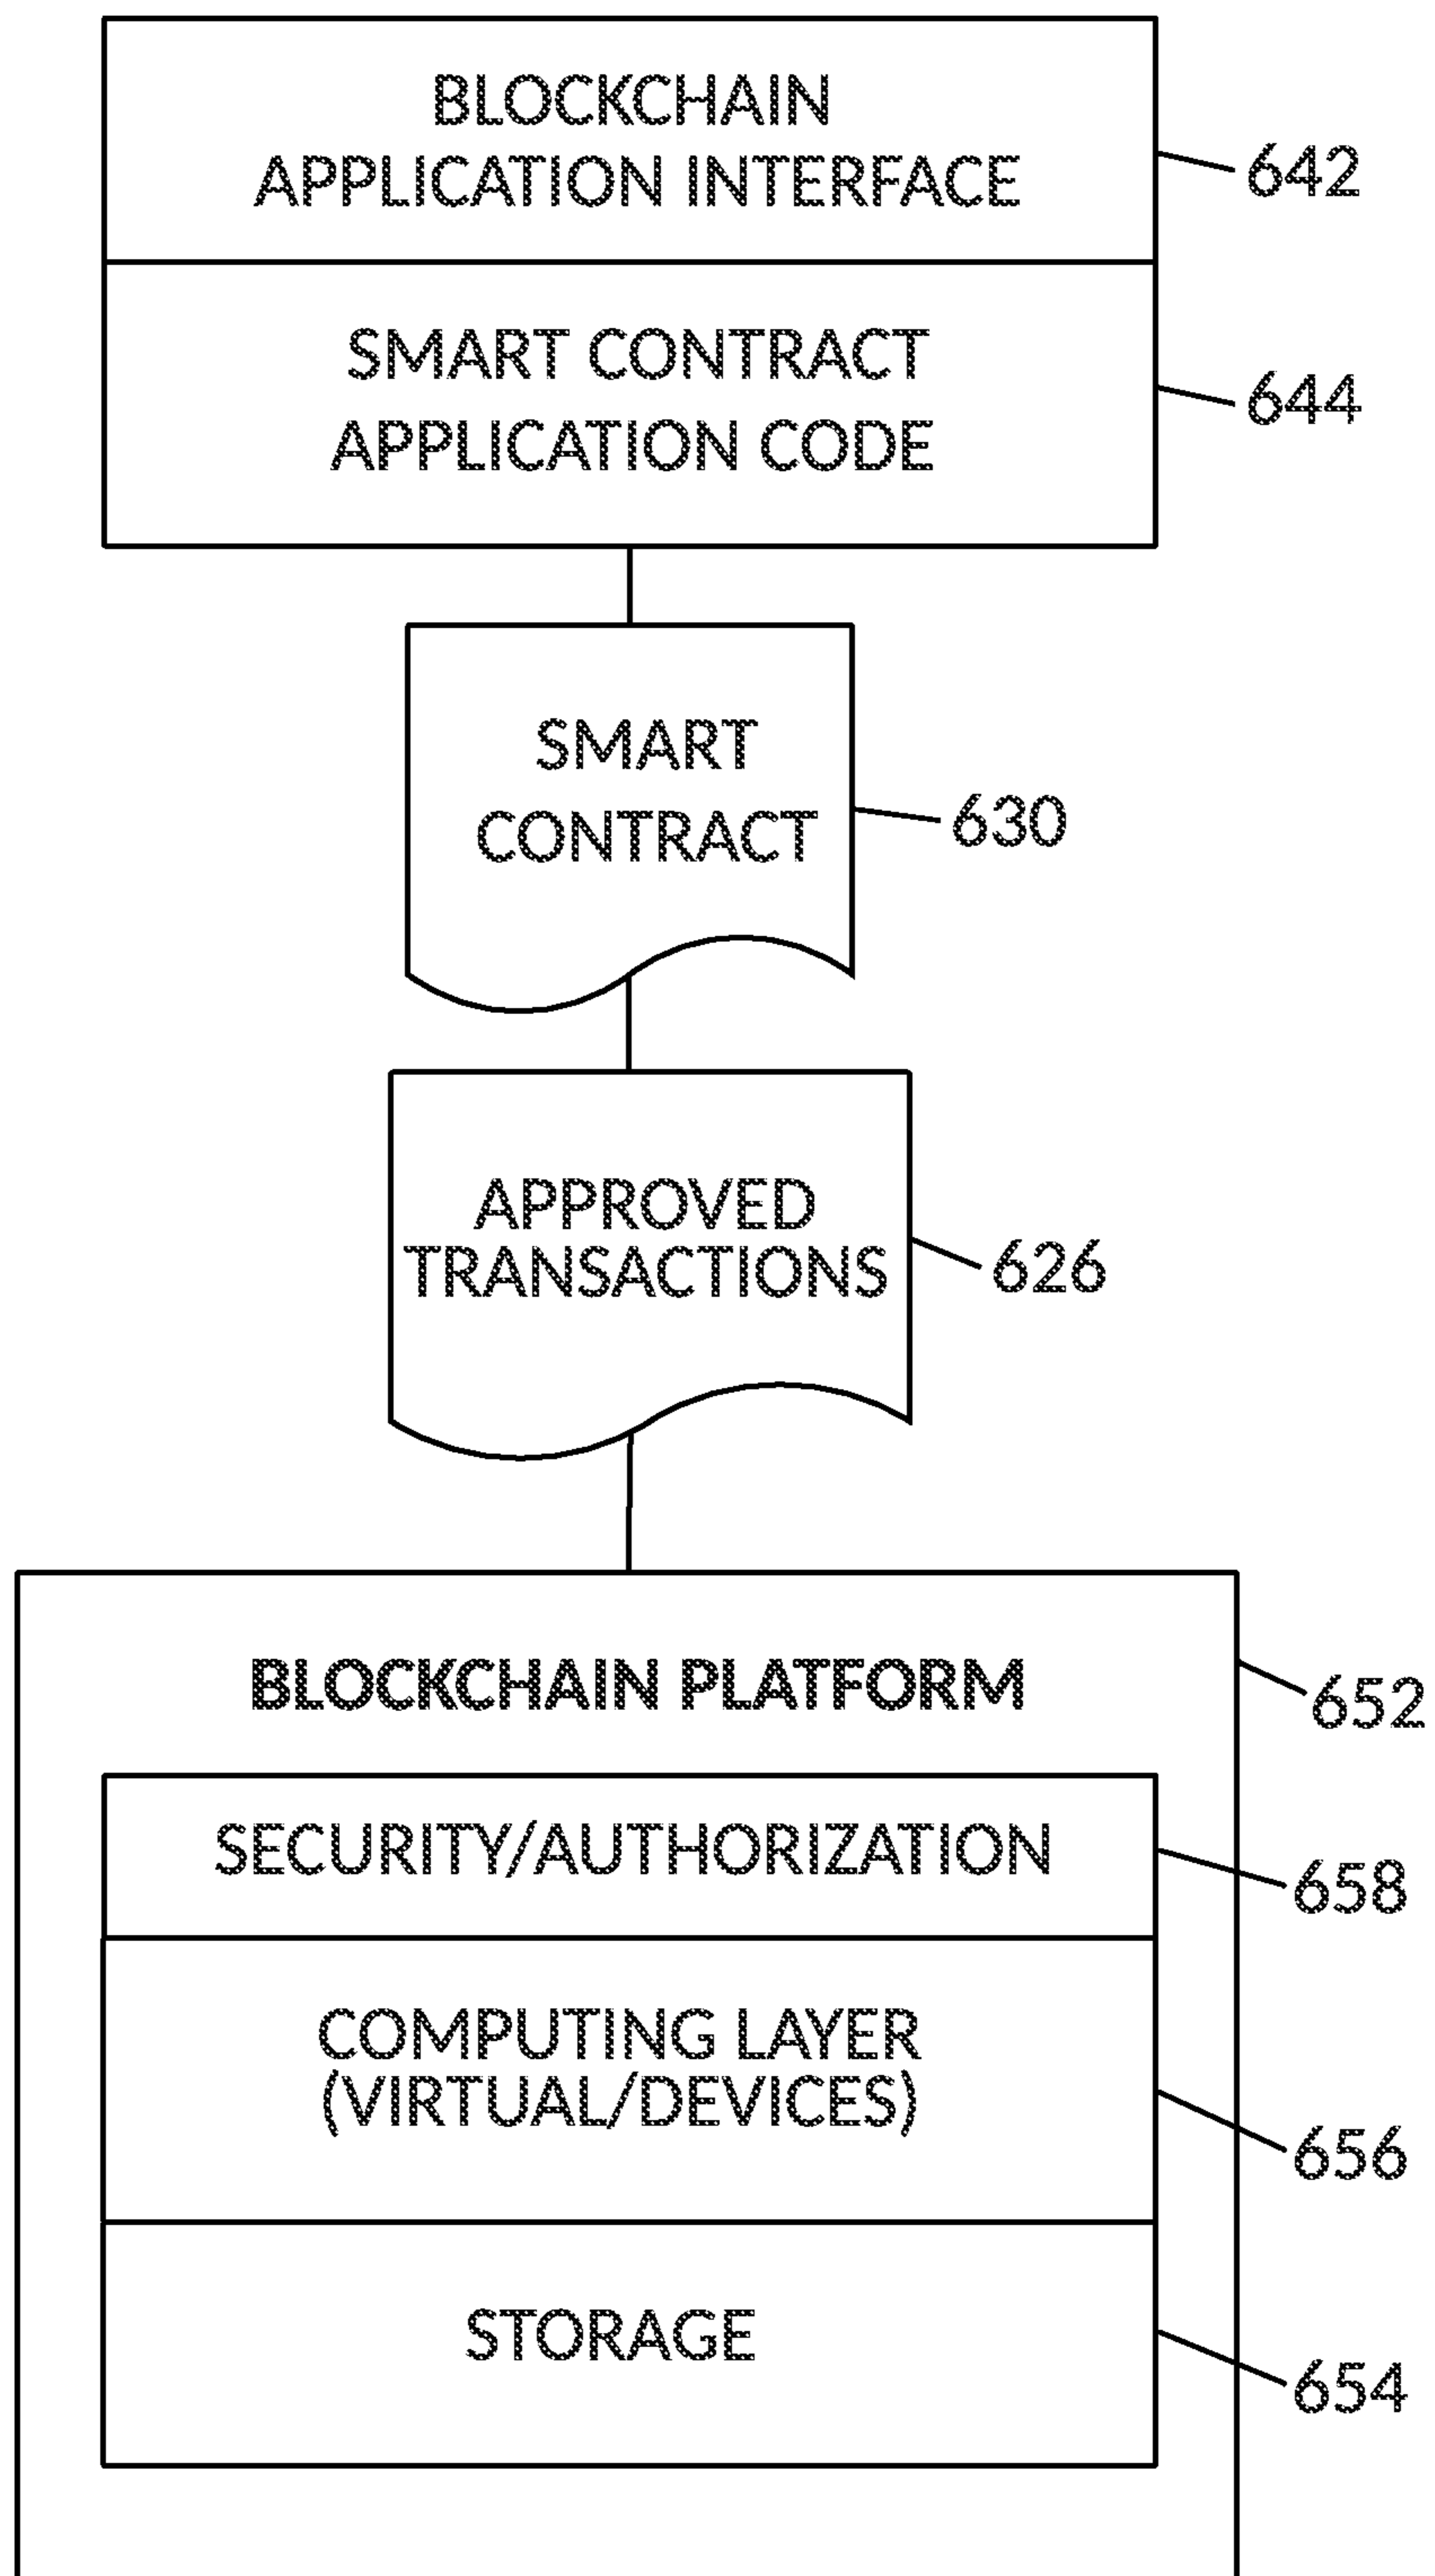 BLOCKCHAIN
APPLICATION INTERFACE
642
SMART CONTRACT
APPLICATION CODE
644
SMART
CONTRACT
630
APPROVED
TRANSACTIONS
626
BLOCKCHAIN PLATFORM
652
SECURITY/AUTHORIZATION
658
COMPUTING LAYER
(VIRTUAL/DEVICES)
656
STORAGE
654